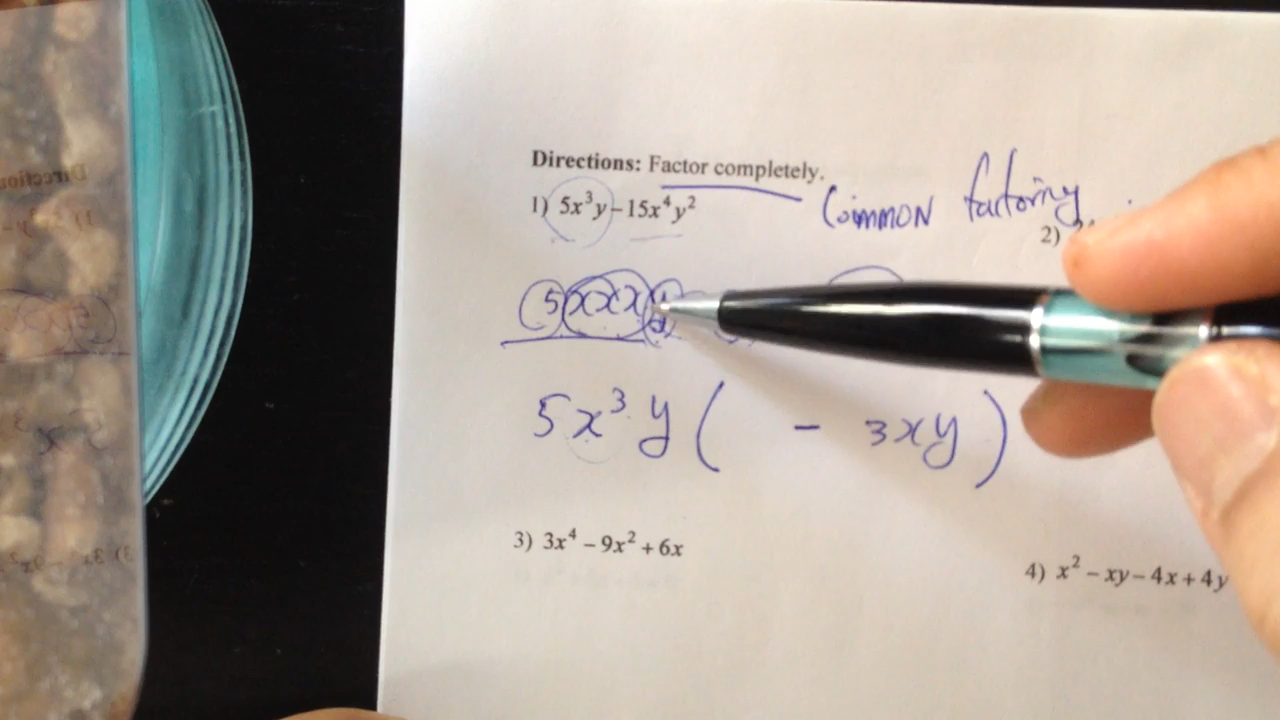 Directions: Factor completely.
1) 5x³y – 15x⁴y²
Common factoring
2)
5xxxy
5x³y ( – 3xy )
3) 3x⁴ – 9x² + 6x
4) x² – xy – 4x + 4y